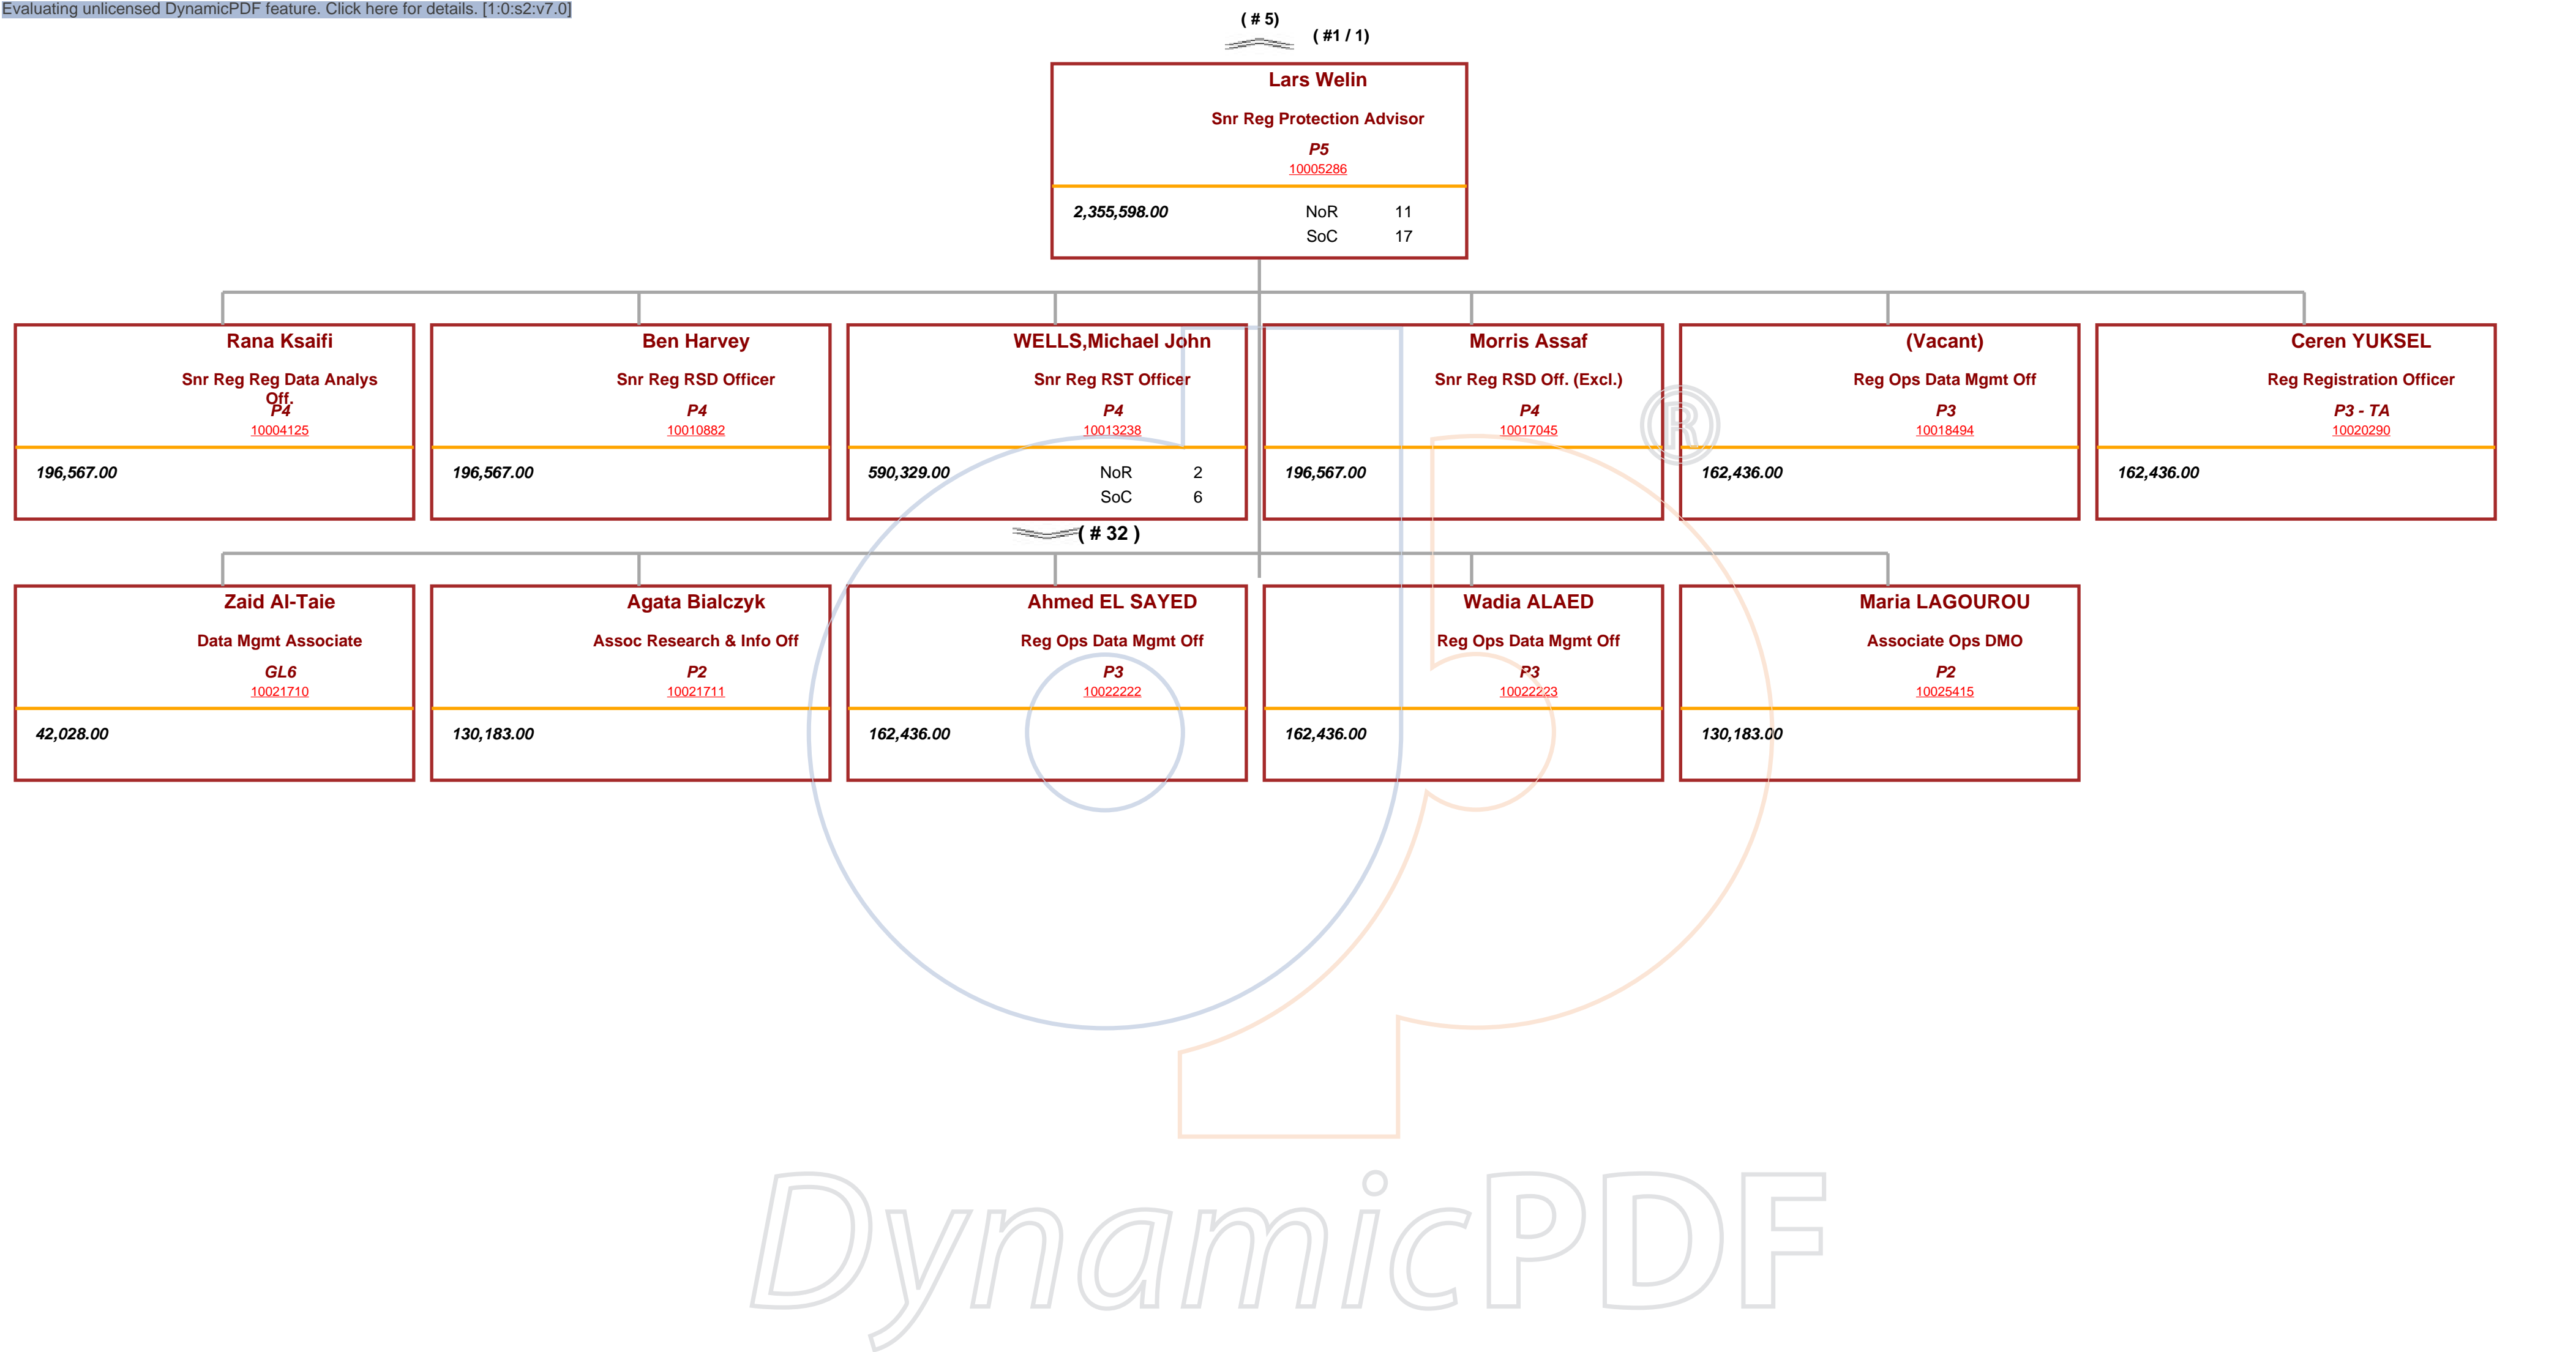 Evaluating unlicensed DynamicPDF feature. Click here for details. [1:0:s2:v7.0]
( # 5)
( #1 / 1)
Lars Welin
Snr Reg Protection Advisor
P5
10005286
2,355,598.00 NoR 11
SoC 17
Rana Ksaifi
Snr Reg Reg Data Analys
Off.
P4
10004125
196,567.00
Ben Harvey
Snr Reg RSD Officer
P4
10010882
196,567.00
WELLS,Michael John
Snr Reg RST Officer
P4
10013238
590,329.00 NoR 2
SoC 6
( # 32 )
Morris Assaf
Snr Reg RSD Off. (Excl.)
P4
10017045
196,567.00
(Vacant)
Reg Ops Data Mgmt Off
P3
10018494
162,436.00
Ceren YUKSEL
Reg Registration Officer
P3 - TA
10020290
162,436.00
Zaid Al-Taie
Data Mgmt Associate
GL6
10021710
42,028.00
Agata Bialczyk
Assoc Research & Info Off
P2
10021711
130,183.00
Ahmed EL SAYED
Reg Ops Data Mgmt Off
P3
10022222
162,436.00
Wadia ALAED
Reg Ops Data Mgmt Off
P3
10022223
162,436.00
Maria LAGOUROU
Associate Ops DMO
P2
10025415
130,183.00
®
DynamicPDF